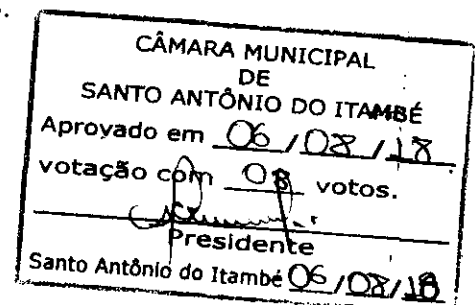 CÂMARA MUNICIPAL
DE
SANTO ANTÔNIO DO ITAMBÉ
Aprovado em 06 / 08 / 18
votação com 08 votos.
Presidente
Santo Antônio do Itambé 06 / 08 / 18